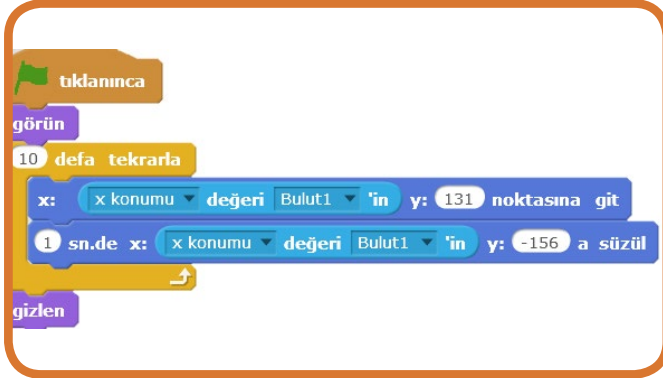 tıklanınca
görün
10 defa tekrarla
x: x konumu değeri Bulut1 'in y: 131 noktasına git
1 sn.de x: x konumu değeri Bulut1 'in y: -156 a süzül
gizlen